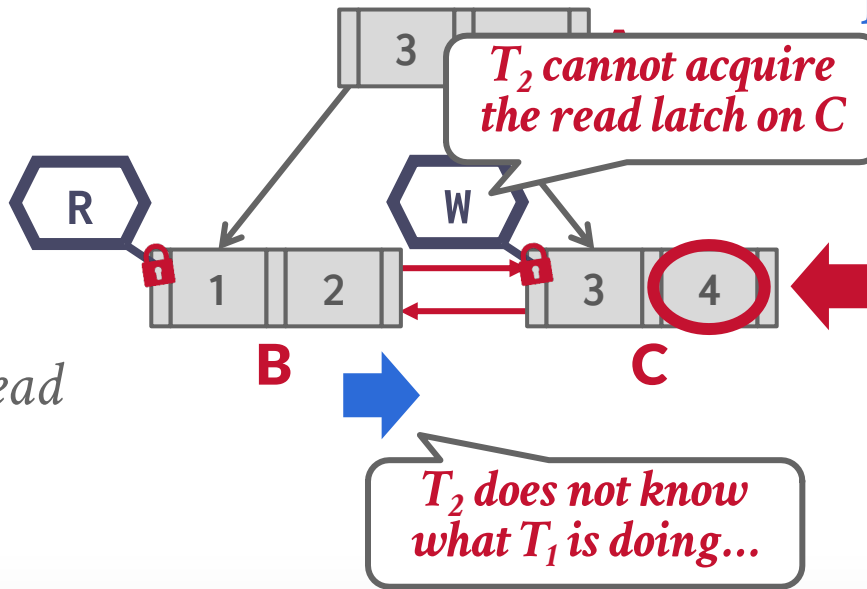 3
T2 cannot acquire
the read latch on C
R
W
1 2
3 4
B
C
ead
T2 does not know
what T1 is doing...